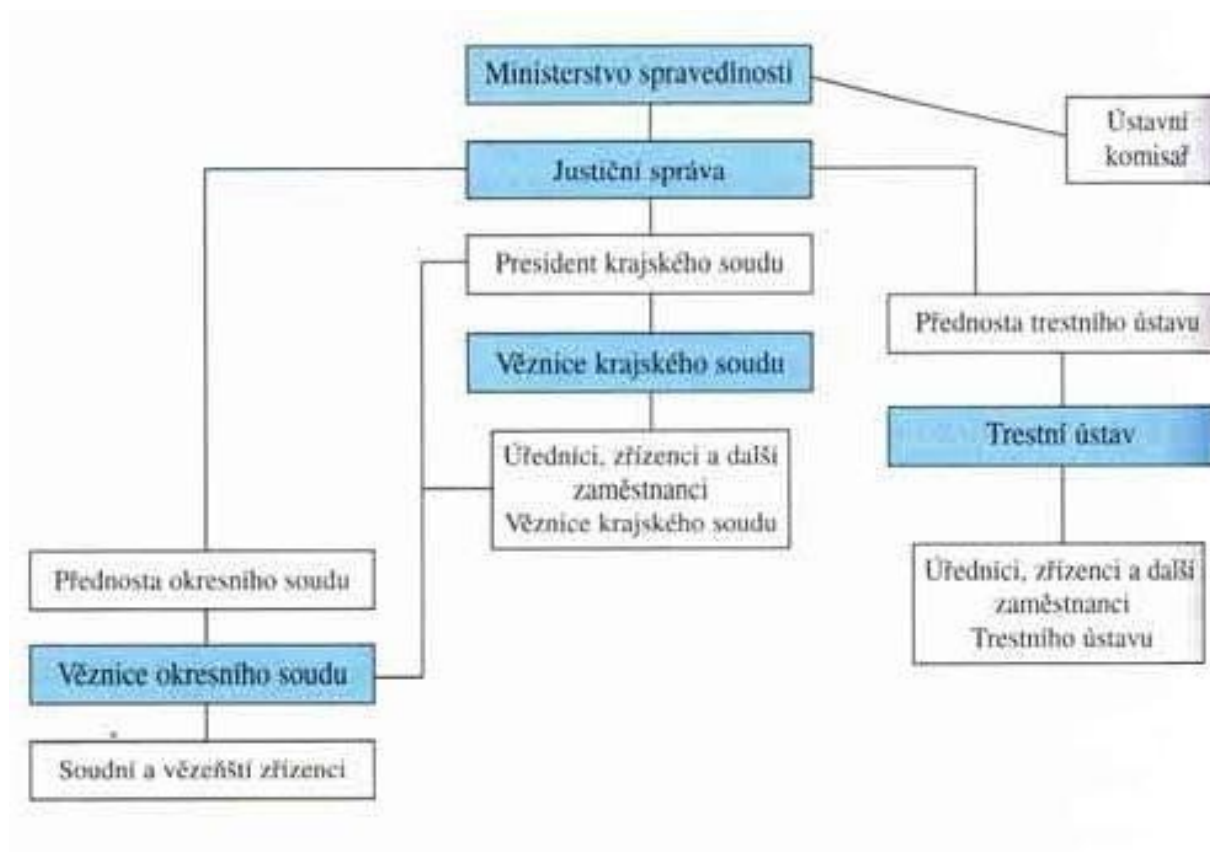 Ministerstvo spravedlnosti
Ústavní
komisař
Justiční správa
President krajského soudu
Přednosta trestního ústavu
Věznice krajského soudu
Trestní ústav
Úředníci, zřízenci a další
zaměstnanci
Věznice krajského soudu
Přednosta okresního soudu
Úředníci, zřízenci a další
zaměstnanci
Trestního ústavu
Věznice okresního soudu
Soudní a vězeňští zřízenci